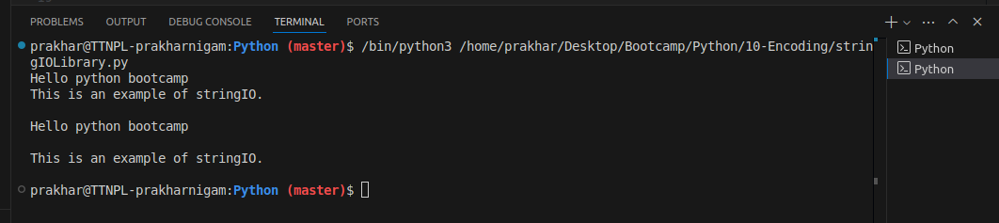 PROBLEMS OUTPUT DEBUG CONSOLE TERMINAL PORTS
prakhar@TTNPL-prakharnigam:Python (master)$ /bin/python3 /home/prakhar/Desktop/Bootcamp/Python/10-Encoding/strin
gIOLibrary.py
Hello python bootcamp
This is an example of stringIO.
Hello python bootcamp
This is an example of stringIO.
prakhar@TTNPL-prakharnigam:Python (master)$
Python
Python